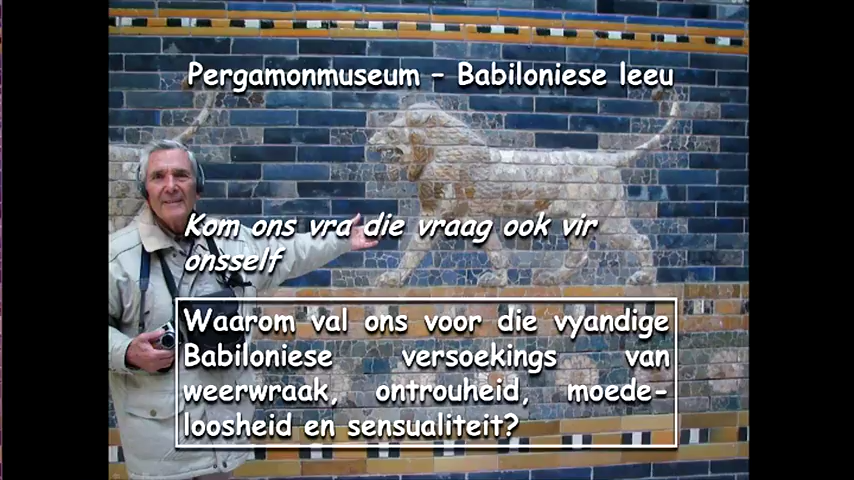 Pergamonmuseum – Babiloniese leeu
Kom ons vra die vraag ook vir
onsself
Waarom val ons voor die vyandige
Babiloniese versoekings van
weerwraak, ontrouheid, moede-
loosheid en sensualiteit?